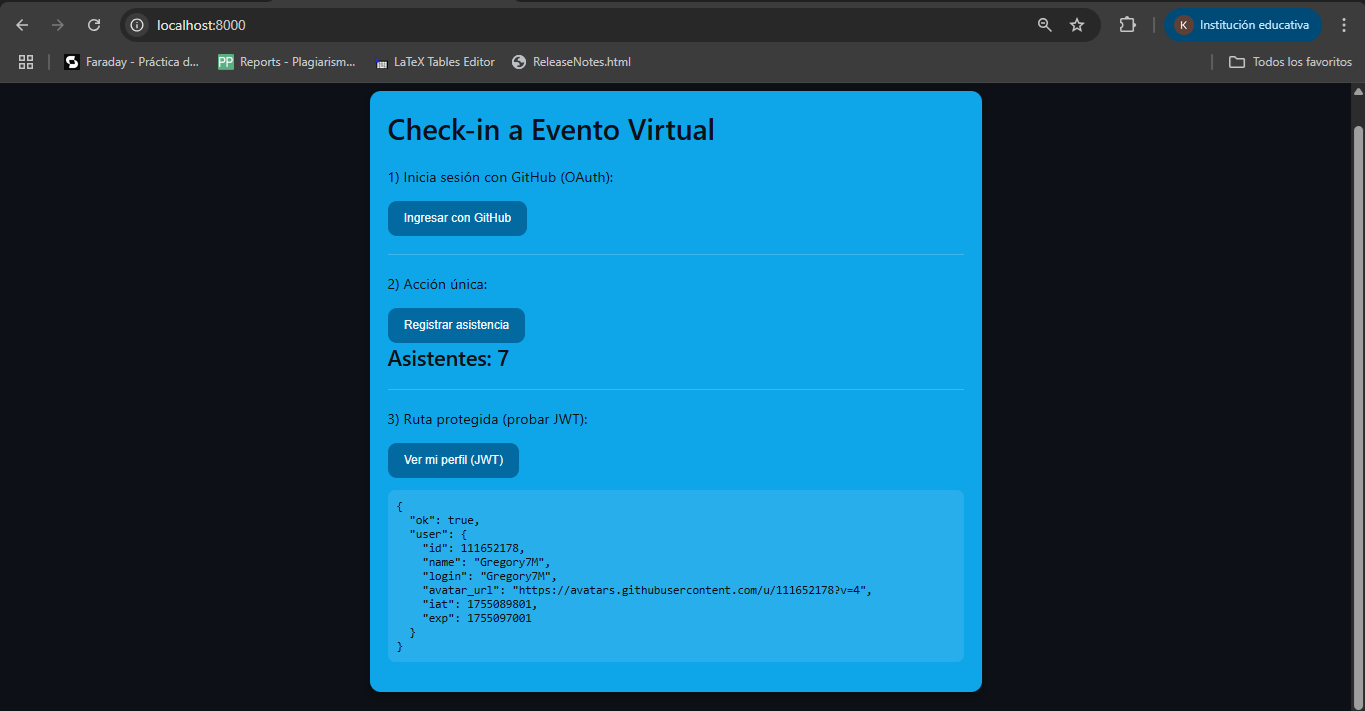 localhost:8000
K Institución educativa
Faraday - Práctica d...
PP Reports - Plagiarism...
LaTeX Tables Editor
ReleaseNotes.html
Todos los favoritos
Check-in a Evento Virtual
1) Inicia sesión con GitHub (OAuth):
Ingresar con GitHub
2) Acción única:
Registrar asistencia
Asistentes: 7
3) Ruta protegida (probar JWT):
Ver mi perfil (JWT)
{
"ok": true,
"user": {
"id": 111652178,
"name": "Gregory7M",
"login": "Gregory7M",
"avatar_url": "https://avatars.githubusercontent.com/u/111652178?v=4",
"iat": 1755089801,
"exp": 1755097001
}
}